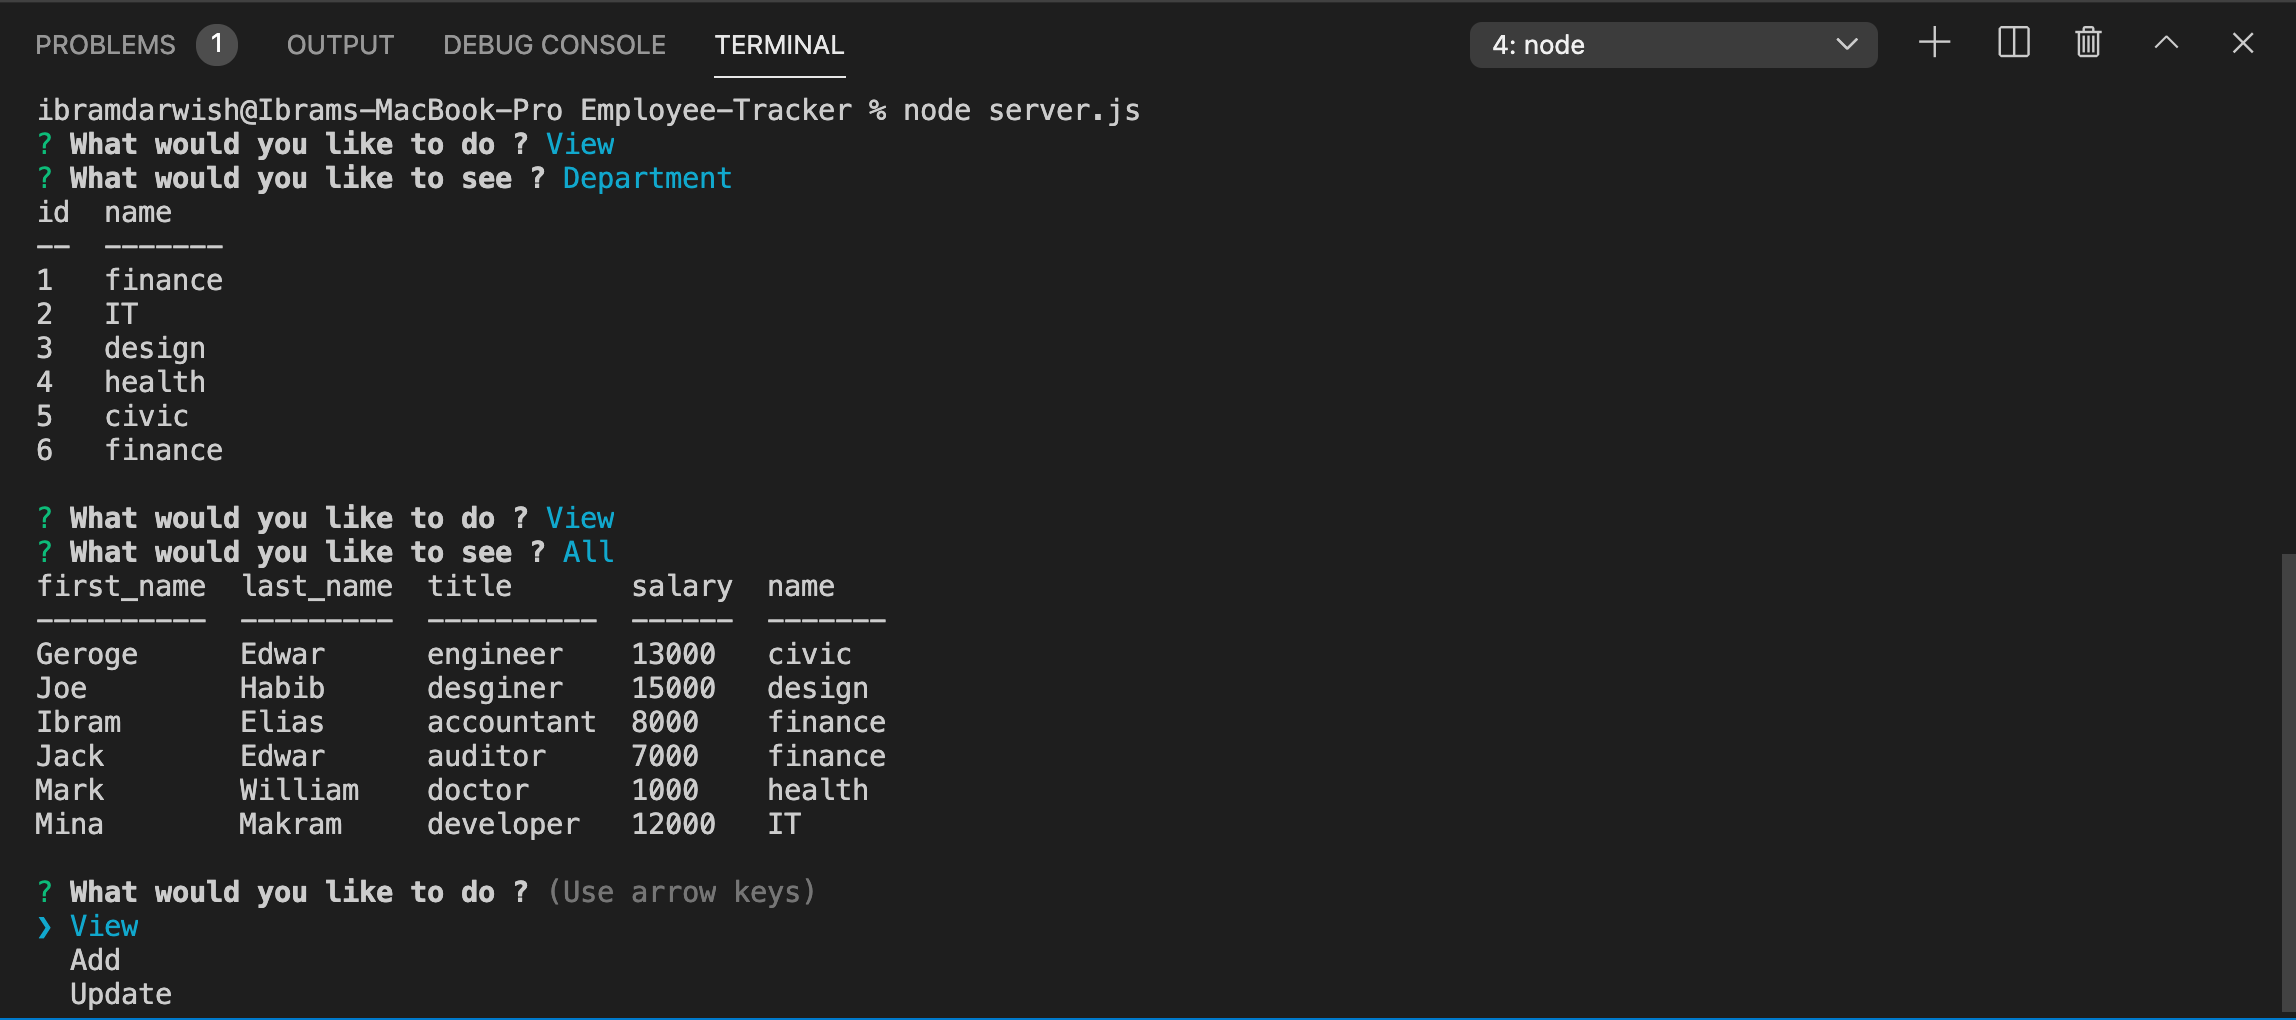 PROBLEMS 1 OUTPUT DEBUG CONSOLE TERMINAL 4: node
ibramdarwish@Ibrams-MacBook-Pro Employee-Tracker % node server.js
? What would you like to do ? View
? What would you like to see ? Department
id  name
--  -------
1   finance
2   IT
3   design
4   health
5   civic
6   finance
? What would you like to do ? View
? What would you like to see ? All
first_name  last_name  title       salary  name
----------  ---------  ----------  ------  -------
Geroge      Edwar      engineer    13000   civic
Joe         Habib      desginer    15000   design
Ibram       Elias      accountant  8000    finance
Jack        Edwar      auditor     7000    finance
Mark        William    doctor      1000    health
Mina        Makram     developer   12000   IT
? What would you like to do ? (Use arrow keys)
❯ View
  Add
  Update